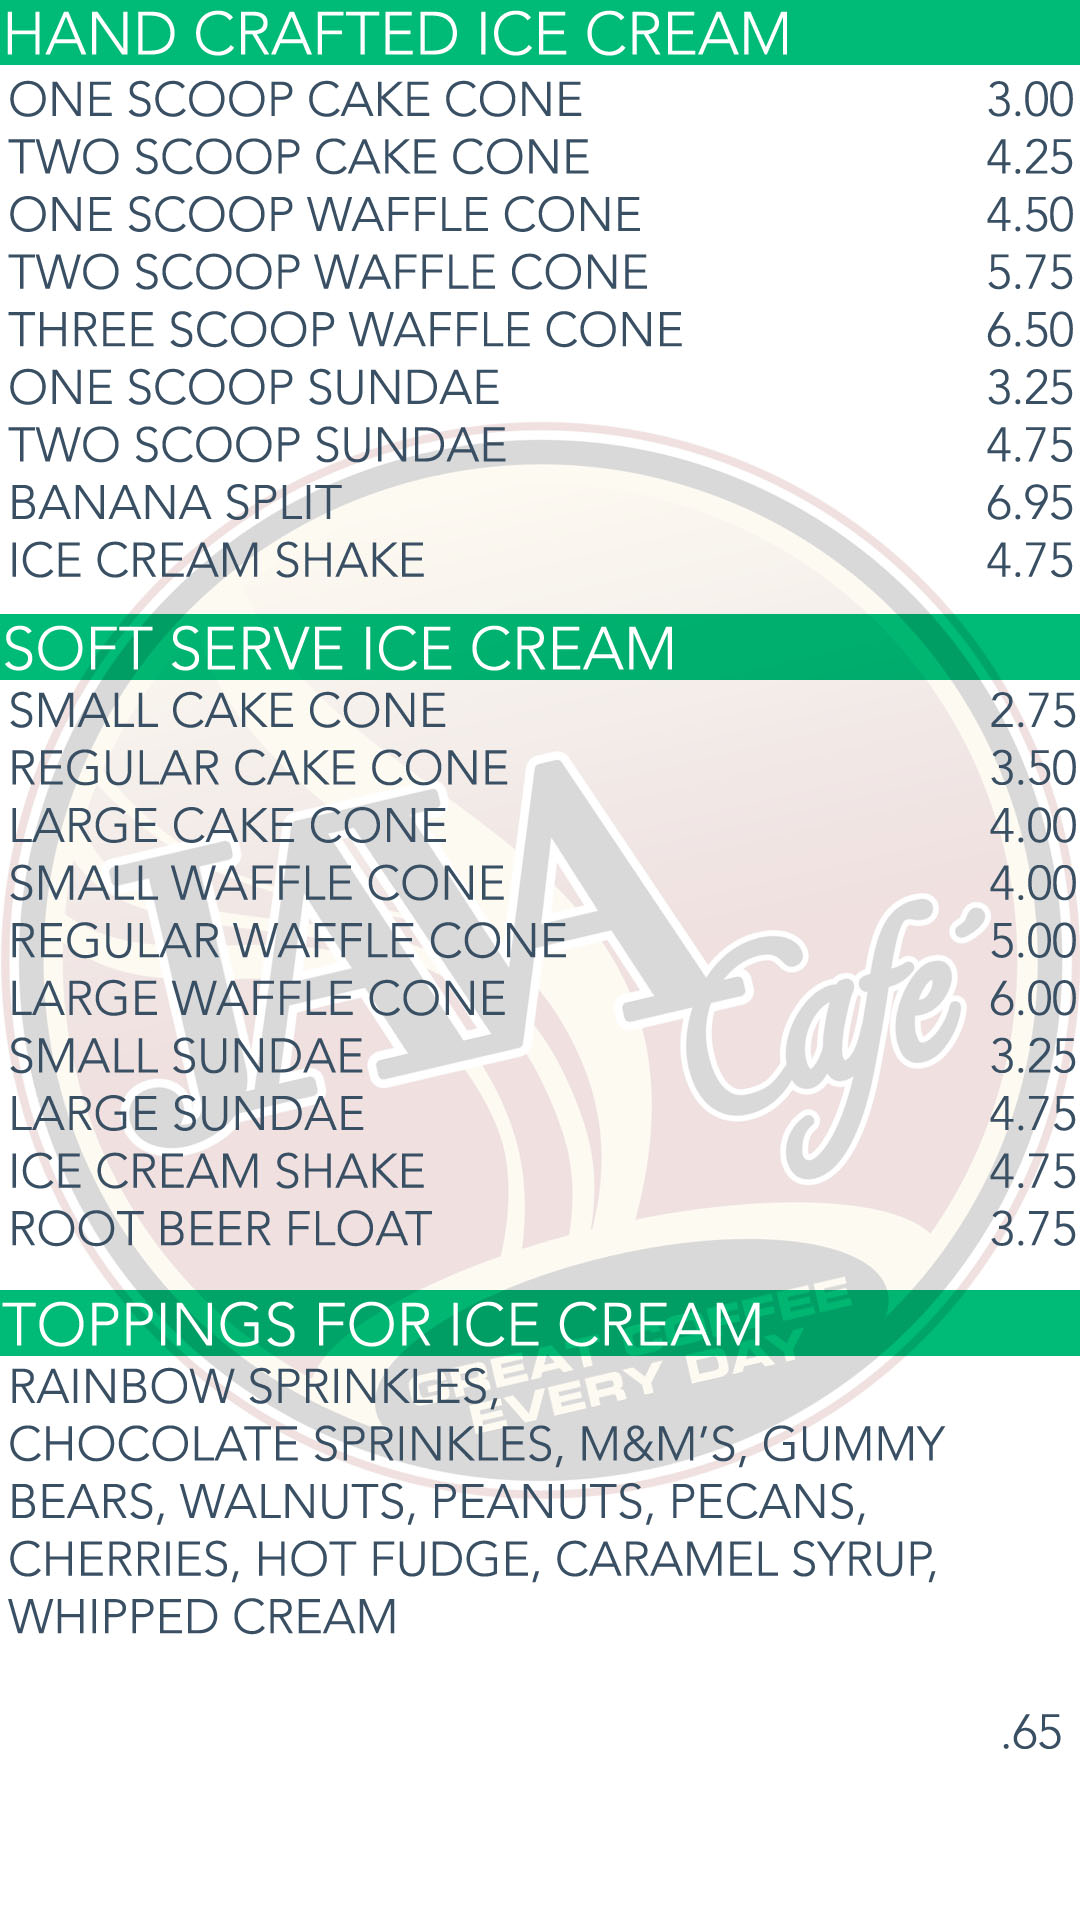 HAND CRAFTED ICE CREAM
ONE SCOOP CAKE CONE 3.00
TWO SCOOP CAKE CONE 4.25
ONE SCOOP WAFFLE CONE 4.50
TWO SCOOP WAFFLE CONE 5.75
THREE SCOOP WAFFLE CONE 6.50
ONE SCOOP SUNDAE 3.25
TWO SCOOP SUNDAE 4.75
BANANA SPLIT 6.95
ICE CREAM SHAKE 4.75
SOFT SERVE ICE CREAM
SMALL CAKE CONE 2.75
REGULAR CAKE CONE 3.50
LARGE CAKE CONE 4.00
SMALL WAFFLE CONE 4.00
REGULAR WAFFLE CONE 5.00
LARGE WAFFLE CONE 6.00
SMALL SUNDAE 3.25
LARGE SUNDAE 4.75
ICE CREAM SHAKE 4.75
ROOT BEER FLOAT 3.75
JAVA Café
GREAT COFFEE
EVERY DAY
TOPPINGS FOR ICE CREAM
RAINBOW SPRINKLES,
CHOCOLATE SPRINKLES, M&M’S, GUMMY
BEARS, WALNUTS, PEANUTS, PECANS,
CHERRIES, HOT FUDGE, CARAMEL SYRUP,
WHIPPED CREAM
.65